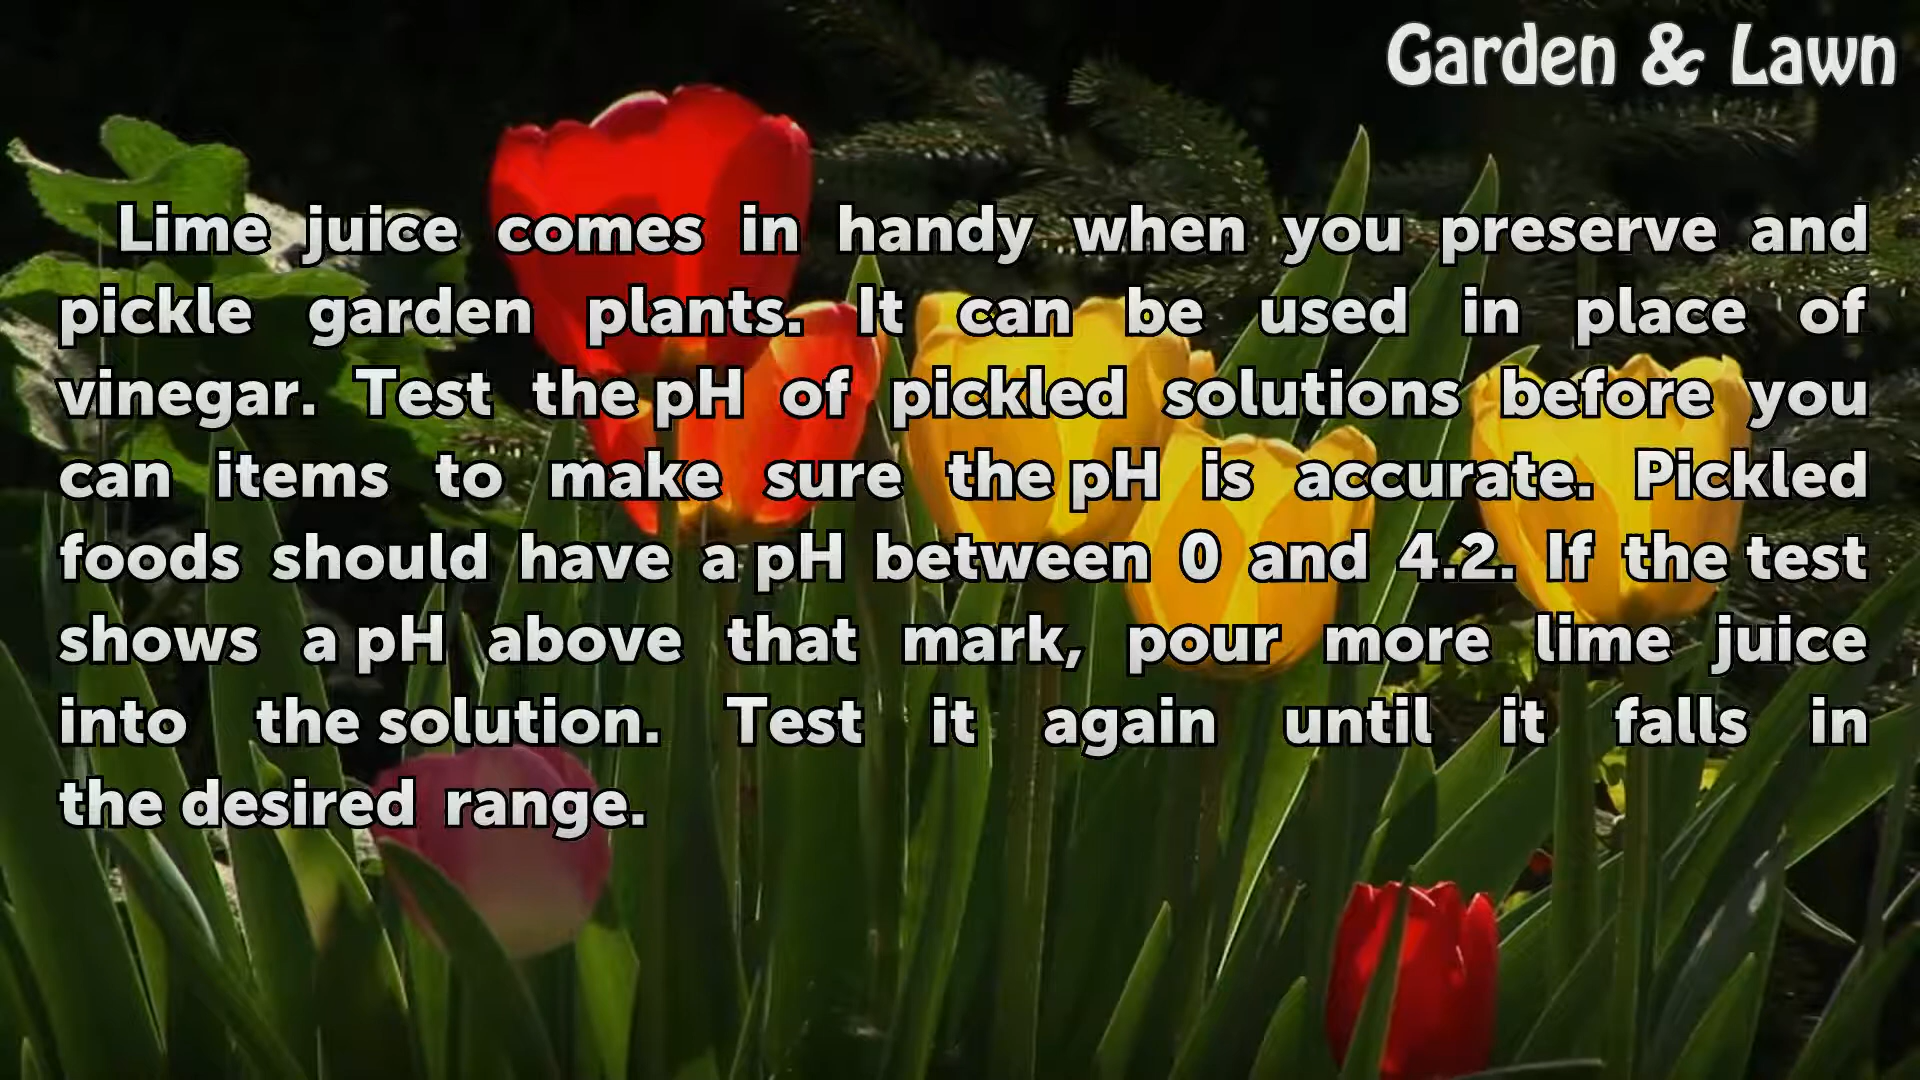 Garden & Lawn
Lime juice comes in handy when you preserve and
pickle garden plants. It can be used in place of
vinegar. Test the pH of pickled solutions before you
can items to make sure the pH is accurate. Pickled
foods should have a pH between 0 and 4.2. If the test
shows a pH above that mark, pour more lime juice
into the solution. Test it again until it falls in
the desired range.